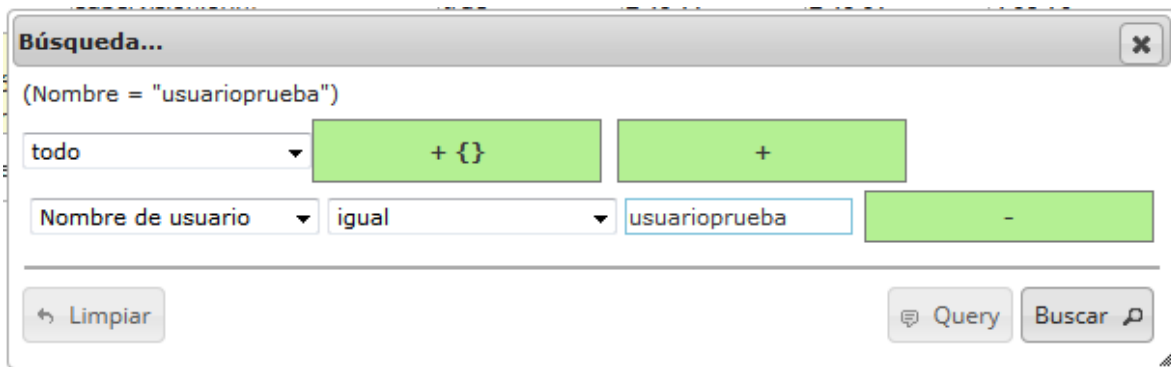 Búsqueda...
(Nombre = "usuarioprueba")
todo + {} +
Nombre de usuario igual usuarioprueba -
Limpiar Query Buscar